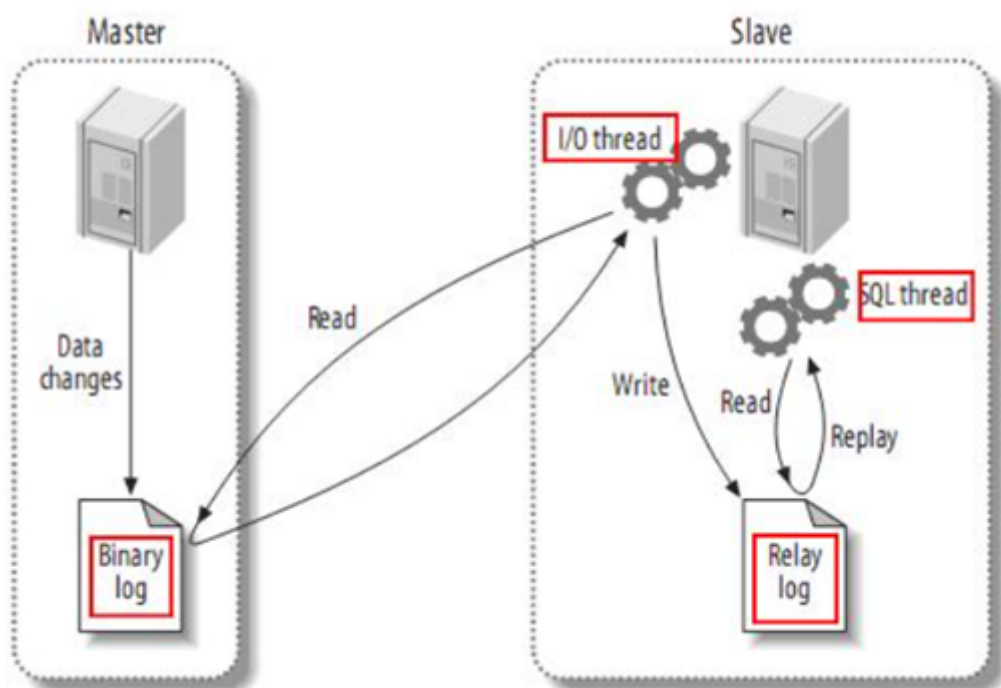 Master
Slave
I/O thread
SQL thread
Read
Data
changes
Write
Read
Replay
Binary
log
Relay
log